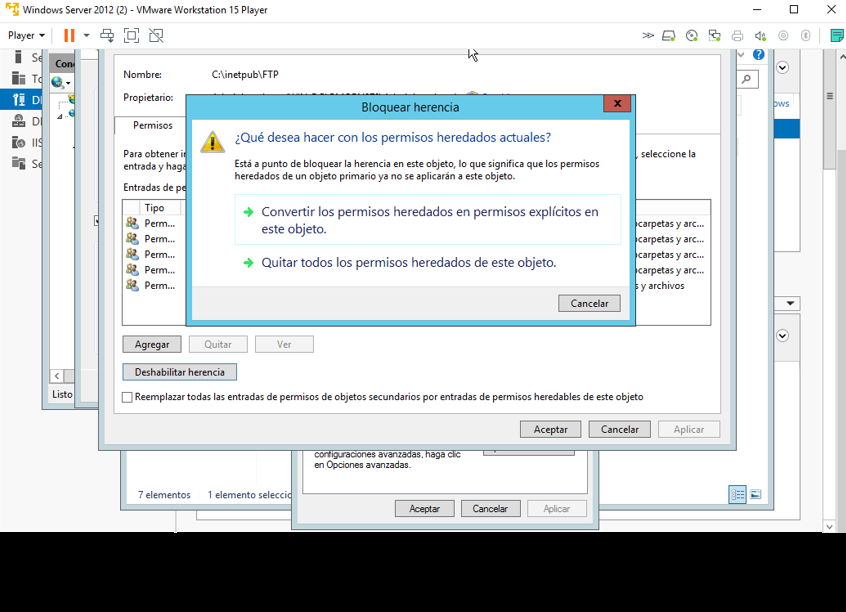 Windows Server 2012 (2) - VMware Workstation 15 Player
Player
Nombre: C:\inetpub\FTP
Propietario:
Bloquear herencia
x
¿Qué desea hacer con los permisos heredados actuales?
Está a punto de bloquear la herencia en este objeto, lo que significa que los permisos
heredados de un objeto primario ya no se aplicarán a este objeto.
Convertir los permisos heredados en permisos explícitos en
este objeto.
Quitar todos los permisos heredados de este objeto.
Cancelar
Permisos
Para obtener
, seleccione la
entrada y haga
Entradas de pe
Tipo
Perm... carpetas y arc...
Perm... carpetas y arc...
Perm... carpetas y arc...
Perm... carpetas y arc...
Perm... s y archivos
Agregar Quitar Ver
Deshabilitar herencia
Reemplazar todas las entradas de permisos de objetos secundarios por entradas de permisos heredables de este objeto
Aceptar Cancelar Aplicar
Con
Se
To
IIS
Se
Listo
ows
configuraciones avanzadas, haga clic
en Opciones avanzadas.
7 elementos 1 elemento seleccio
Aceptar Cancelar Aplicar